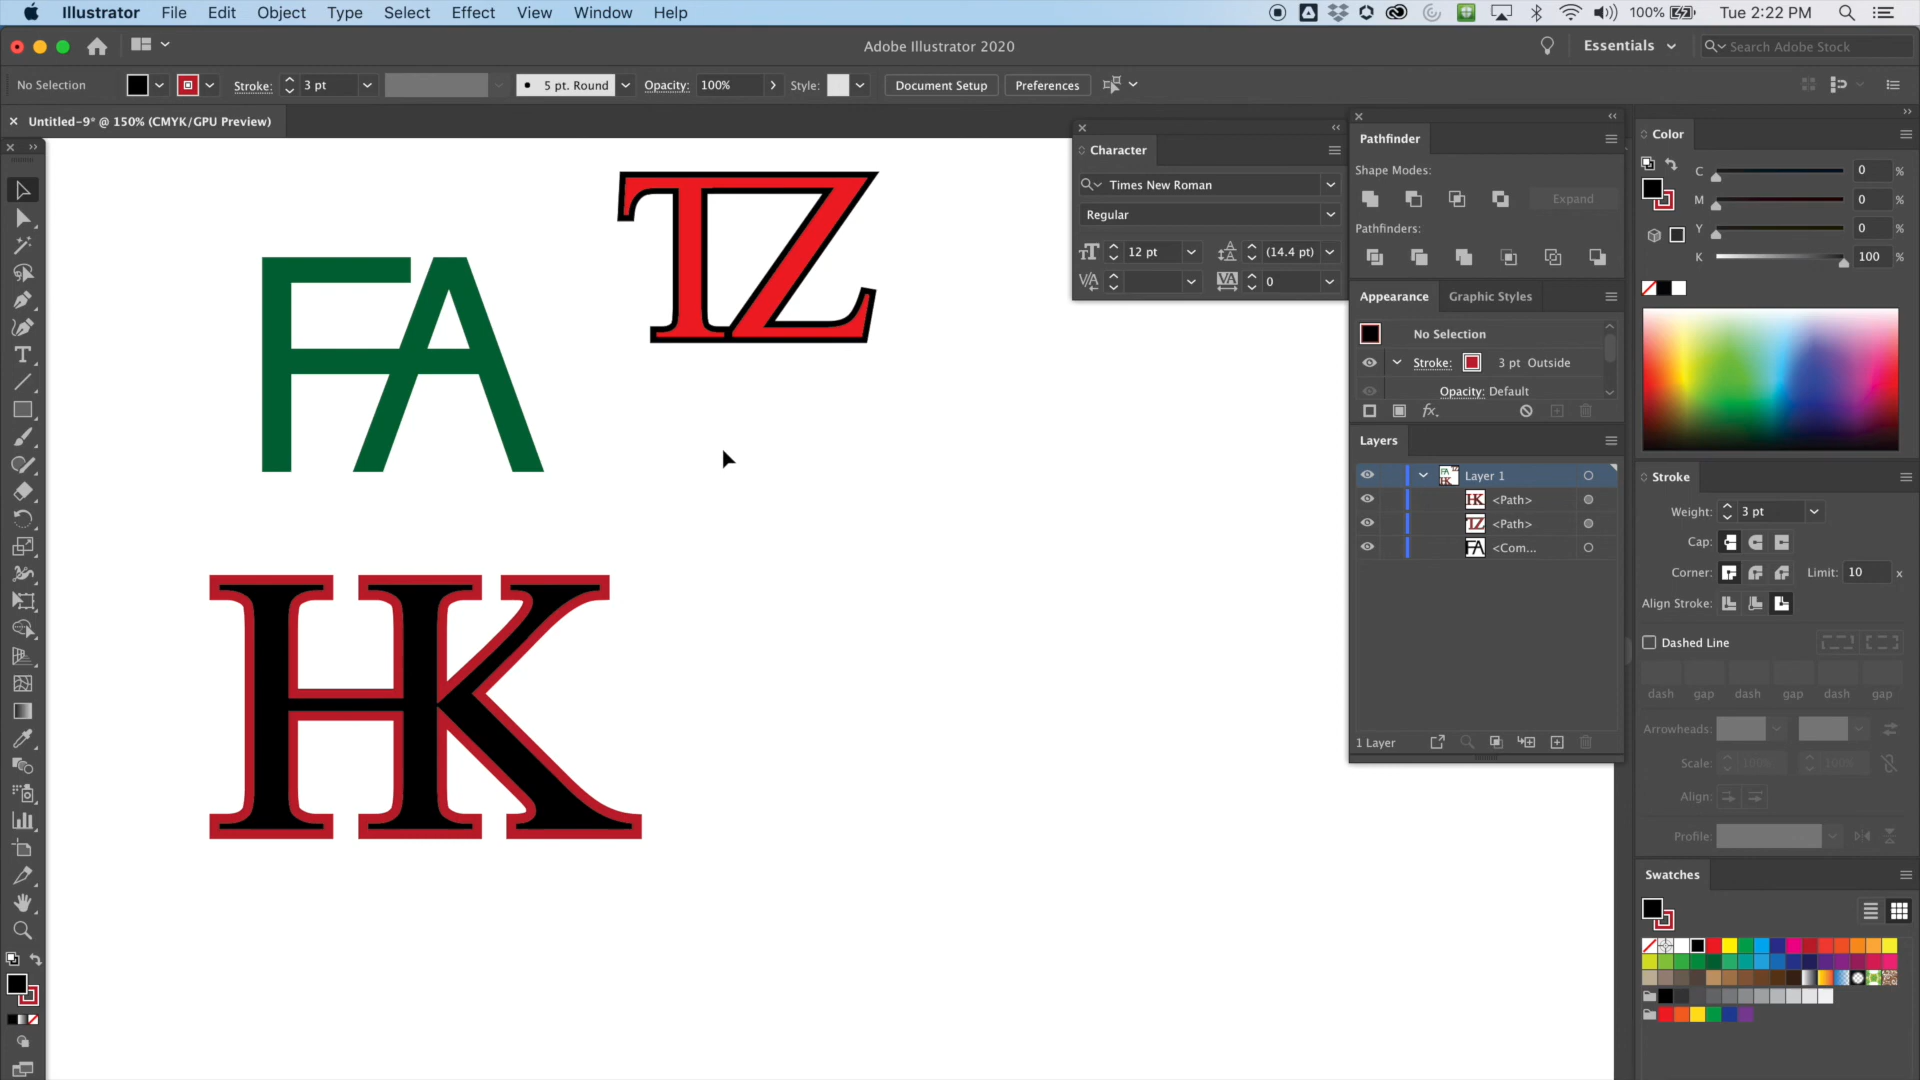 Illustrator File Edit Object Type Select Effect View Window Help 100% Tue 2:22 PM
Adobe Illustrator 2020 Essentials Search Adobe Stock
No Selection Stroke: 3 pt 5 pt. Round Opacity: 100% Style: Document Setup Preferences
Untitled-9* @ 150% (CMYK/GPU Preview)
Character
Times New Roman
Regular
12 pt (14.4 pt)
0
Pathfinder
Shape Modes:
Expand
Pathfinders:
Appearance Graphic Styles
No Selection
Stroke: 3 pt Outside
Opacity: Default
fx.
Layers
Layer 1
<Path>
<Path>
<Com...
1 Layer
Color
C 0 %
M 0 %
Y 0 %
K 100 %
Stroke
Weight: 3 pt
Cap:
Corner: Limit: 10 x
Align Stroke:
Dashed Line
dash gap dash gap dash gap
Arrowheads:
Scale: 100% 100%
Align:
Profile:
Swatches
TZ
FA
HK